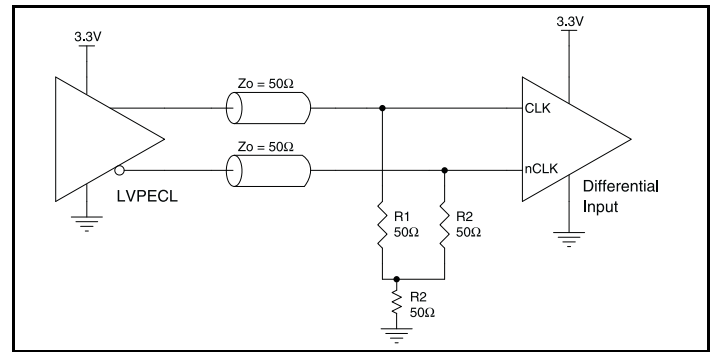 3.3V
3.3V
Zo = 50Ω
CLK
Zo = 50Ω
nCLK
LVPECL
Differential
Input
R1
50Ω
R2
50Ω
R2
50Ω